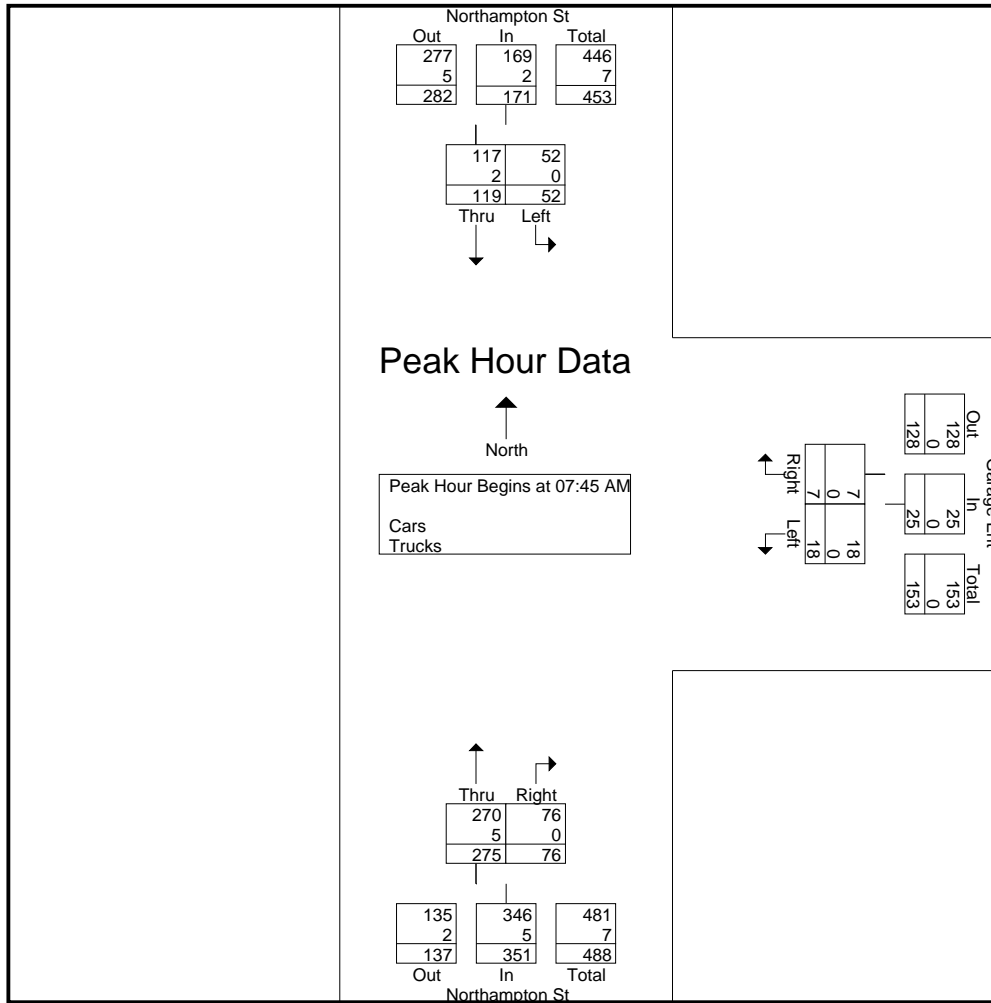 Northampton St
Out In Total
277 169 446
5 2 7
282 171 453
117 52
2 0
119 52
Thru Left
Peak Hour Data
North
Peak Hour Begins at 07:45 AM
Cars
Trucks
Right Left
7 18
0 0
7 18
Out In Total
128 25 153
0 0 0
128 25 153
Thru Right
270 76
5 0
275 76
135 346 481
2 5 7
137 351 488
Out In Total
Northampton St